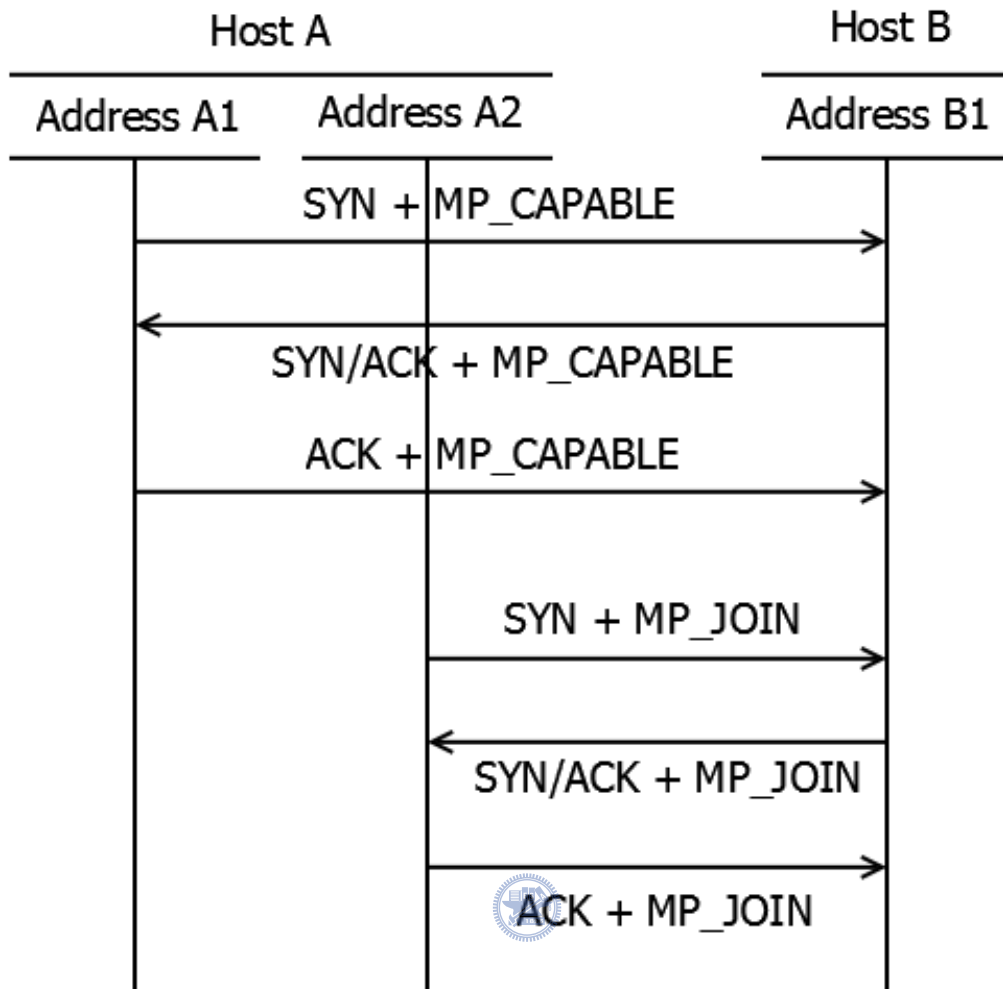 Host A
Host B
Address A1
Address A2
Address B1
SYN + MP_CAPABLE
SYN/ACK + MP_CAPABLE
ACK + MP_CAPABLE
SYN + MP_JOIN
SYN/ACK + MP_JOIN
ACK + MP_JOIN